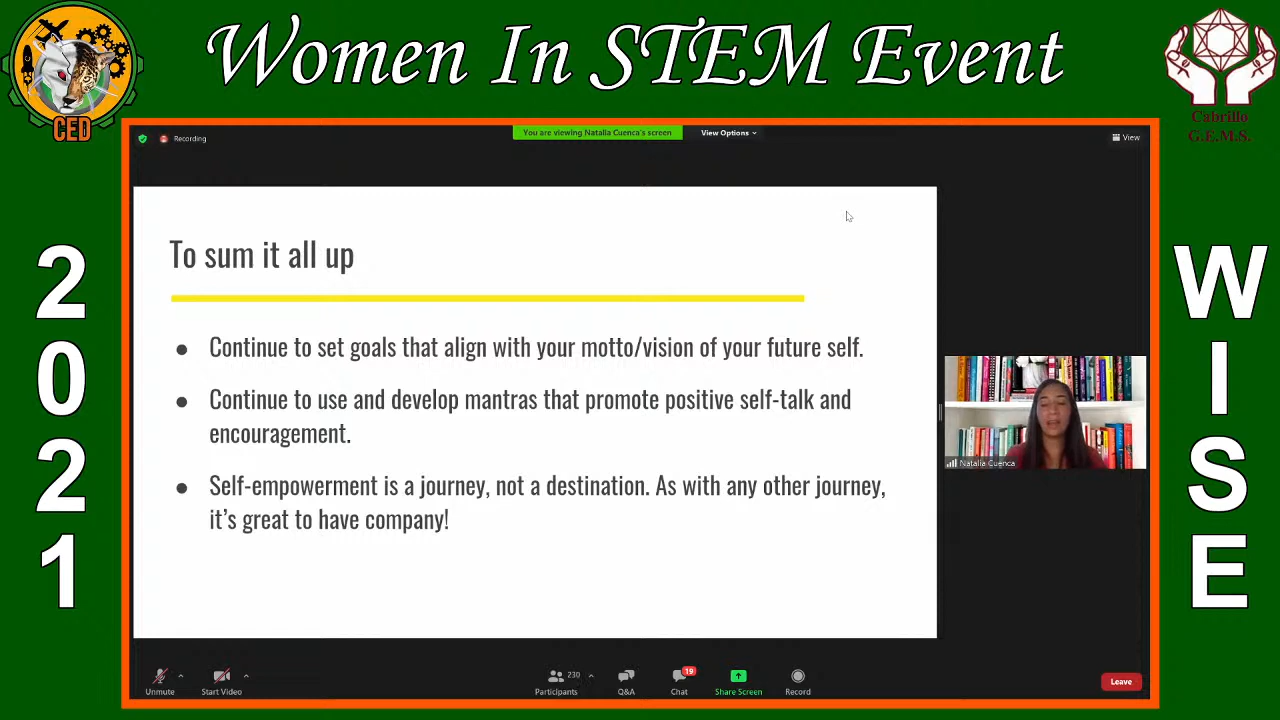 Women In STEM Event
CED
Cabrillo
G.E.M.S.
2021
WISE
Recording
You are viewing Natalia Cuenca's screen
View Options
View
To sum it all up
● Continue to set goals that align with your motto/vision of your future self.
● Continue to use and develop mantras that promote positive self-talk and
encouragement.
● Self-empowerment is a journey, not a destination. As with any other journey,
it's great to have company!
Natalia Cuenca
Unmute
Start Video
230
Participants
Q&A
19
Chat
Share Screen
Record
Leave